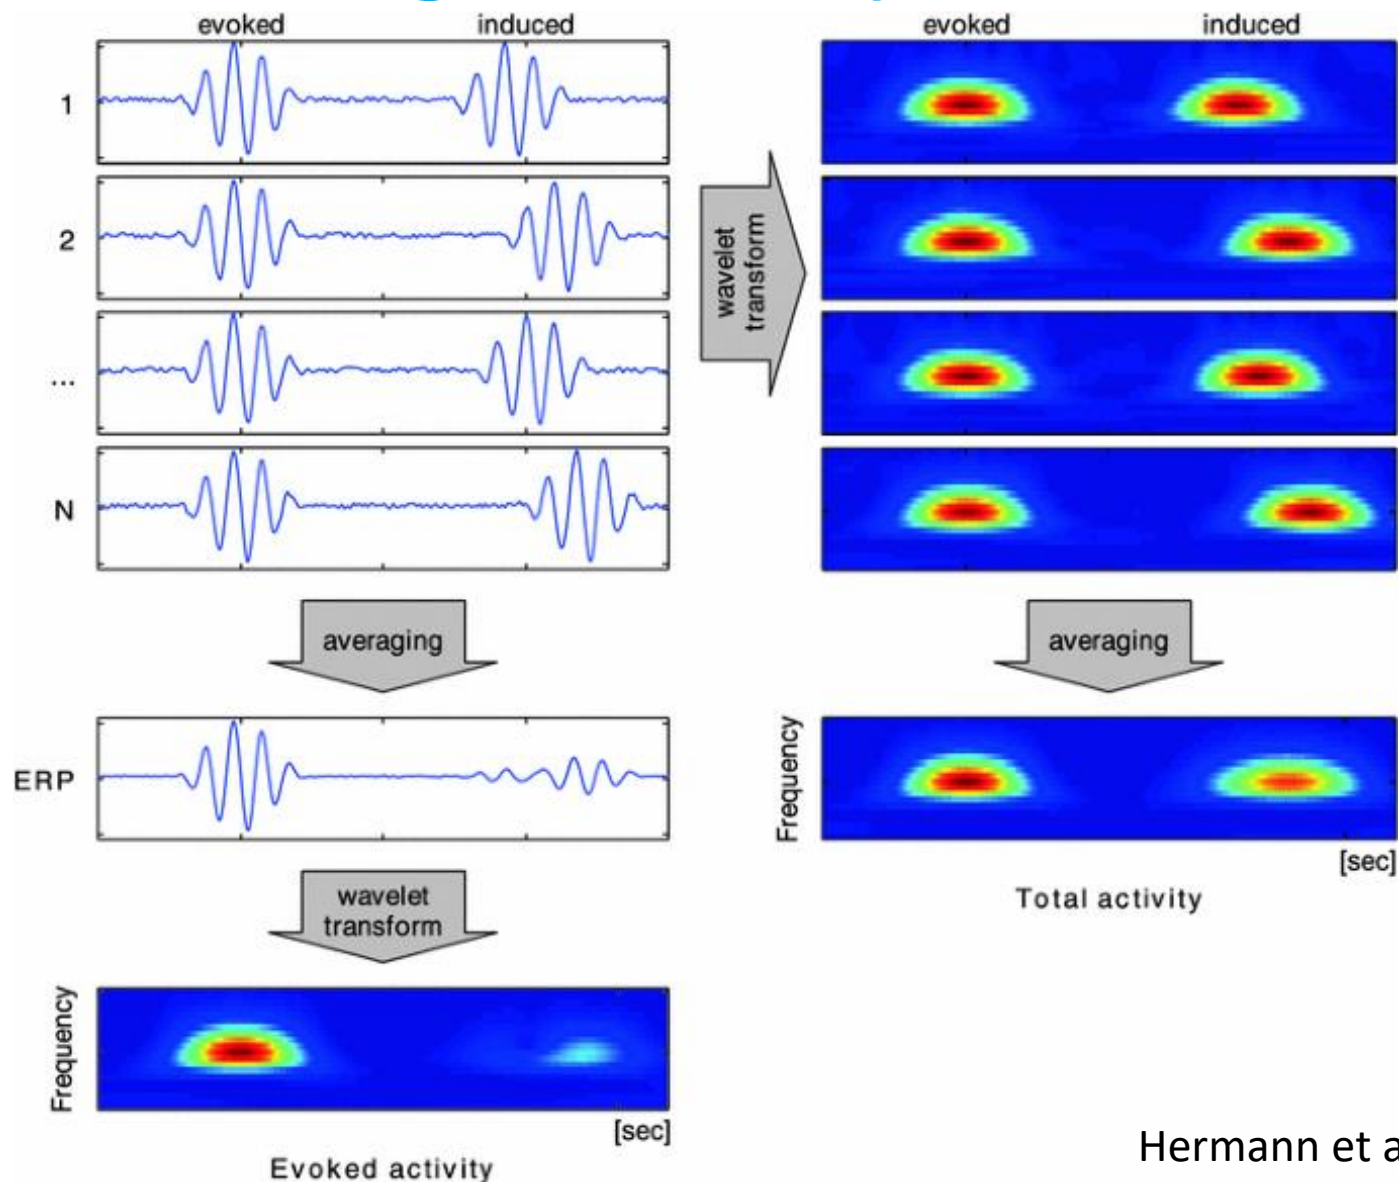 evoked induced
evoked induced
1
2
...
N
wavelet
transform
averaging
averaging
ERP
Frequency
[sec]
Total activity
wavelet
transform
Frequency
[sec]
Evoked activity
Hermann et a